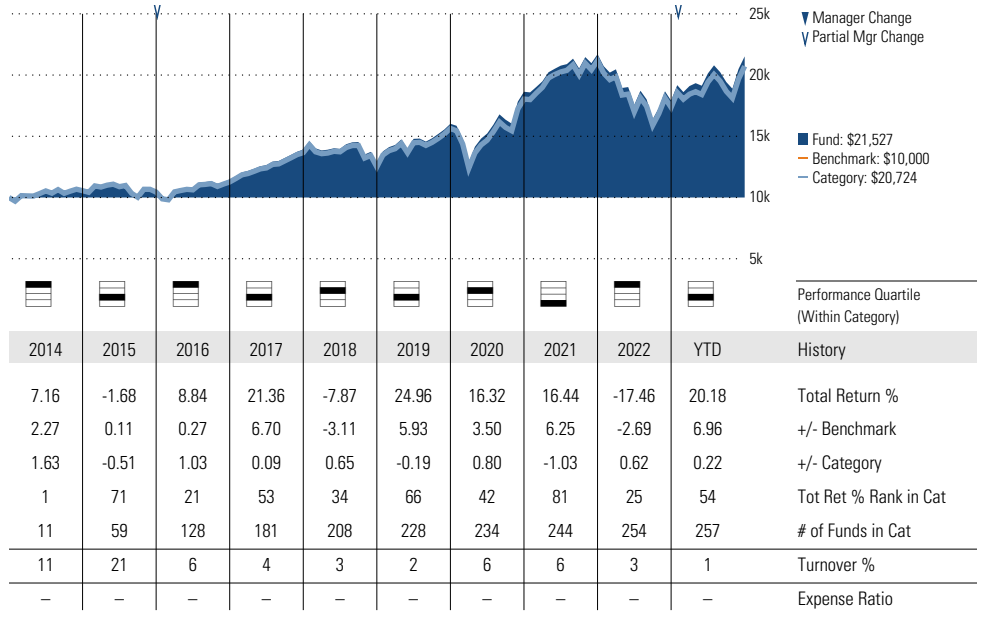 25k
▼ Manager Change
∨ Partial Mgr Change
20k
15k
Fund: $21,527
Benchmark: $10,000
Category: $20,724
10k
5k
Performance Quartile
(Within Category)
2014 2015 2016 2017 2018 2019 2020 2021 2022 YTD History
7.16 -1.68 8.84 21.36 -7.87 24.96 16.32 16.44 -17.46 20.18 Total Return %
2.27 0.11 0.27 6.70 -3.11 5.93 3.50 6.25 -2.69 6.96 +/- Benchmark
1.63 -0.51 1.03 0.09 0.65 -0.19 0.80 -1.03 0.62 0.22 +/- Category
1 71 21 53 34 66 42 81 25 54 Tot Ret % Rank in Cat
11 59 128 181 208 228 234 244 254 257 # of Funds in Cat
11 21 6 4 3 2 6 6 3 1 Turnover %
– – – – – – – – – – Expense Ratio